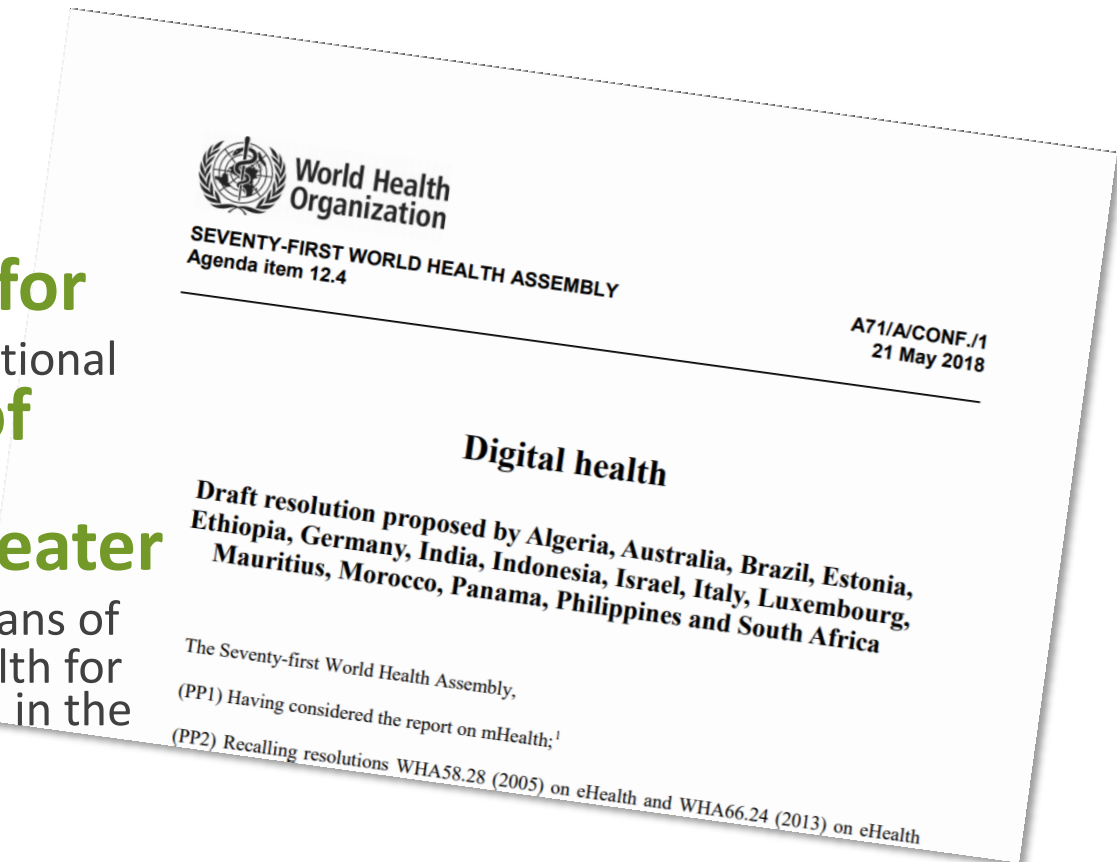 for
tional
of
eater
ans of
lth for
in the
World Health
Organization
SEVENTY-FIRST WORLD HEALTH ASSEMBLY
Agenda item 12.4
A71/A/CONF./1
21 May 2018
Digital health
Draft resolution proposed by Algeria, Australia, Brazil, Estonia,
Ethiopia, Germany, India, Indonesia, Israel, Italy, Luxembourg,
Mauritius, Morocco, Panama, Philippines and South Africa
The Seventy-first World Health Assembly,
(PP1) Having considered the report on mHealth;1
(PP2) Recalling resolutions WHA58.28 (2005) on eHealth and WHA66.24 (2013) on eHealth